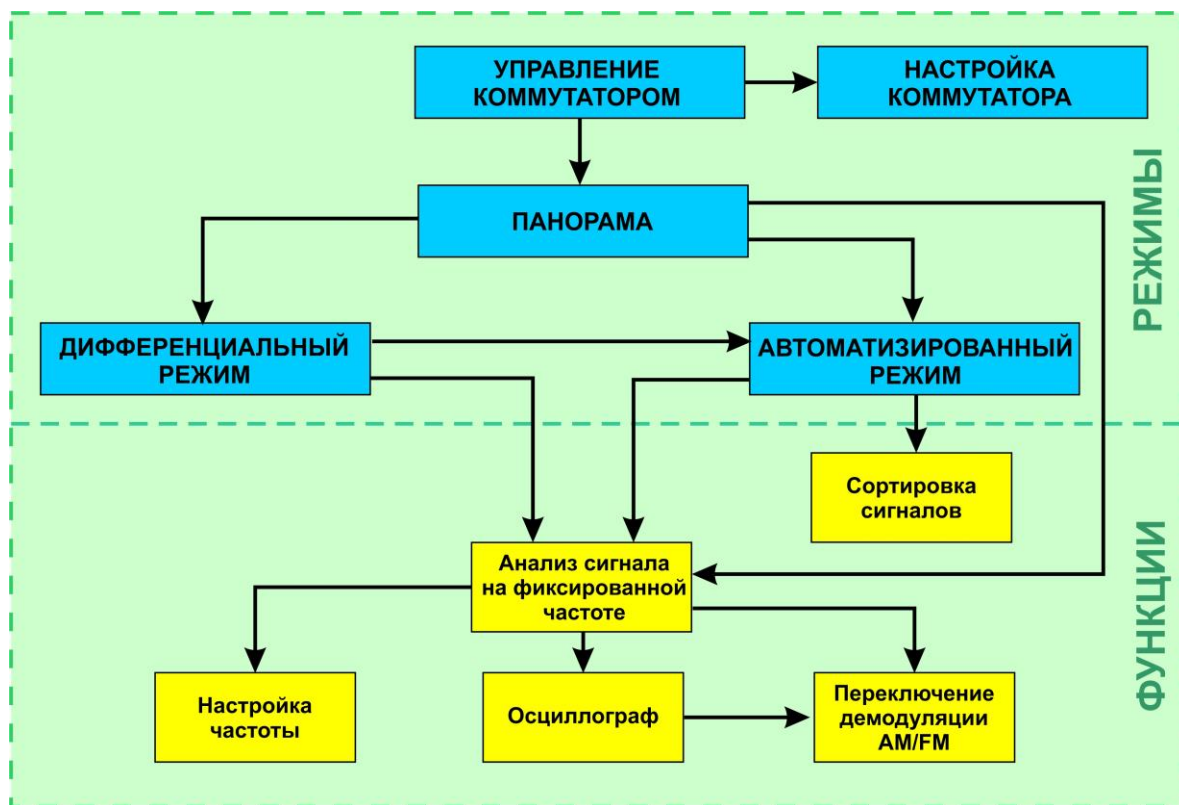 УПРАВЛЕНИЕ
КОММУТАТОРОМ
НАСТРОЙКА
КОММУТАТОРА
ПАНОРАМА
ДИФФЕРЕНЦИАЛЬНЫЙ
РЕЖИМ
АВТОМАТИЗИРОВАННЫЙ
РЕЖИМ
РЕЖИМЫ
Сортировка
сигналов
Анализ сигнала
на фиксированной
частоте
Настройка
частоты
Осциллограф
Переключение
демодуляции
AM/FM
ФУНКЦИИ